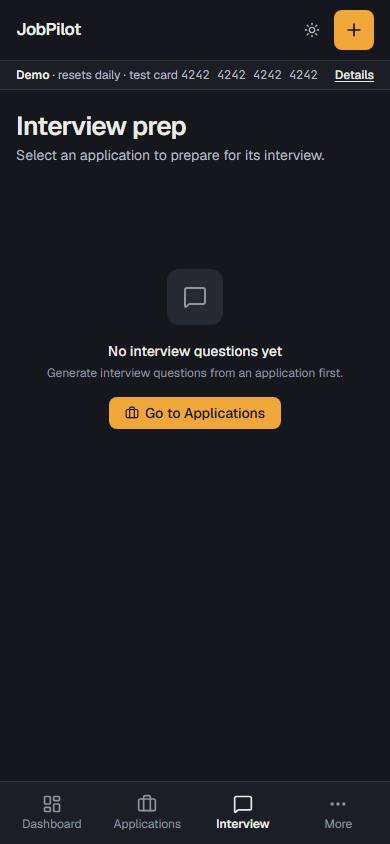 JobPilot
Demo · resets daily · test card 4242 4242 4242 4242 Details
Interview prep
Select an application to prepare for its interview.
No interview questions yet
Generate interview questions from an application first.
Go to Applications
Dashboard Applications Interview More